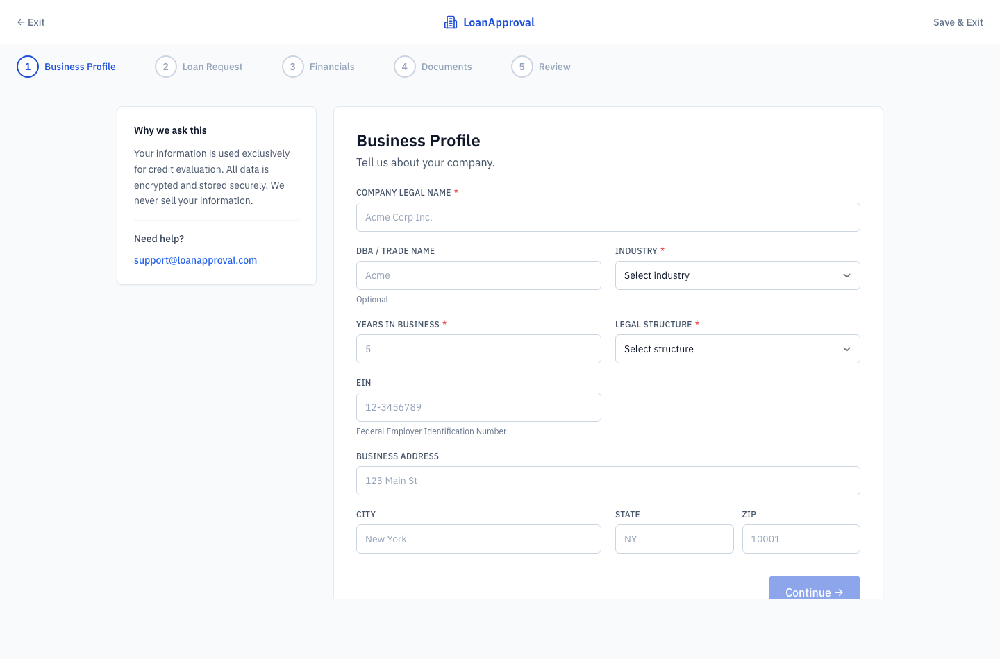 ← Exit
LoanApproval
Save & Exit
1 Business Profile
2 Loan Request
3 Financials
4 Documents
5 Review
Why we ask this
Your information is used exclusively
for credit evaluation. All data is
encrypted and stored securely. We
never sell your information.
Need help?
support@loanapproval.com
Business Profile
Tell us about your company.
COMPANY LEGAL NAME *
Acme Corp Inc.
DBA / TRADE NAME
Acme
Optional
INDUSTRY *
Select industry
YEARS IN BUSINESS *
5
LEGAL STRUCTURE *
Select structure
EIN
12-3456789
Federal Employer Identification Number
BUSINESS ADDRESS
123 Main St
CITY
New York
STATE
NY
ZIP
10001
Continue →